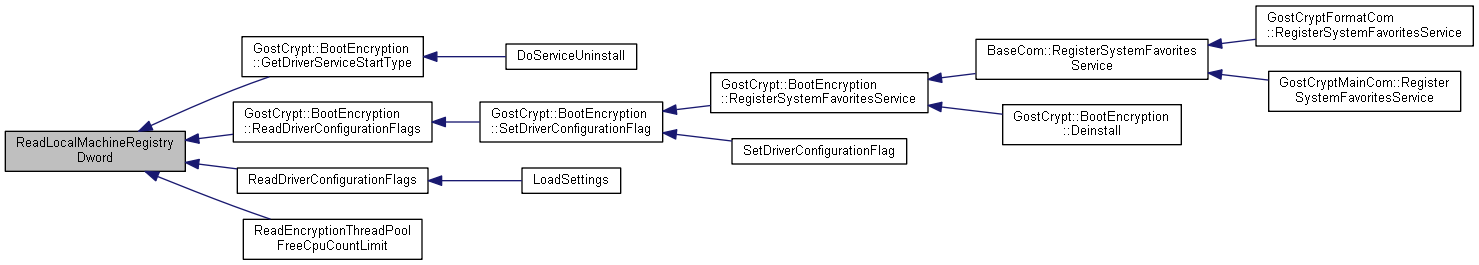 ReadLocalMachineRegistry
Dword
GostCrypt::BootEncryption
::GetDriverServiceStartType
DoServiceUninstall
GostCrypt::BootEncryption
::ReadDriverConfigurationFlags
GostCrypt::BootEncryption
::SetDriverConfigurationFlag
GostCrypt::BootEncryption
::RegisterSystemFavoritesService
BaseCom::RegisterSystemFavorites
Service
GostCryptFormatCom
::RegisterSystemFavoritesService
GostCryptMainCom::Register
SystemFavoritesService
GostCrypt::BootEncryption
::Deinstall
SetDriverConfigurationFlag
ReadDriverConfigurationFlags
LoadSettings
ReadEncryptionThreadPool
FreeCpuCountLimit